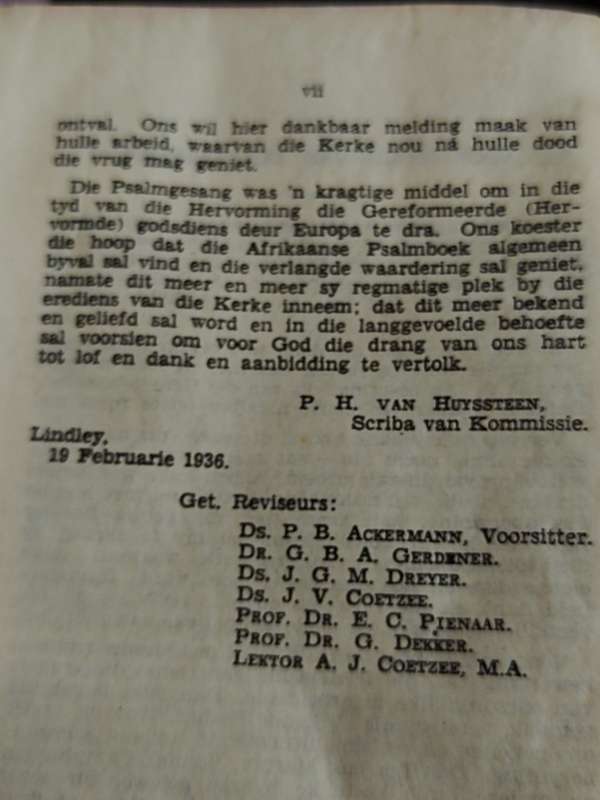 vii
ontval. Ons wil hier dankbaar melding maak van
hulle arbeid, waarvan die Kerke nou ná hulle dood
die vrug mag geniet.
Die Psalmgesang was 'n kragtige middel om in die
tyd van die Hervorming die Gereformeerde (Her-
vormde) godsdiens deur Europa te dra. Ons koester
die hoop dat die Afrikaanse Psalmboek algemeen
byval sal vind en die verlangde waardering sal geniet,
namate dit meer en meer sy regmatige plek by die
erediens van die Kerke inneem; dat dit meer bekend
en geliefd sal word en in die langgevoelde behoefte
sal voorsien om voor God die drang van ons hart
tot lof en dank en aanbidding te vertolk.
P. H. VAN HUYSSTEEN,
Scriba van Kommissie.
Lindley,
19 Februarie 1936.
Get. Reviseurs:
Ds. P. B. ACKERMANN, Voorsitter.
DR. G. B. A. GERDENER.
Ds. J. G. M. DREYER.
Ds. J. V. COETZEE.
PROF. DR. E. C. PIENAAR.
PROF. DR. G. DEKKER.
LEKTOR A. J. COETZEE, M.A.